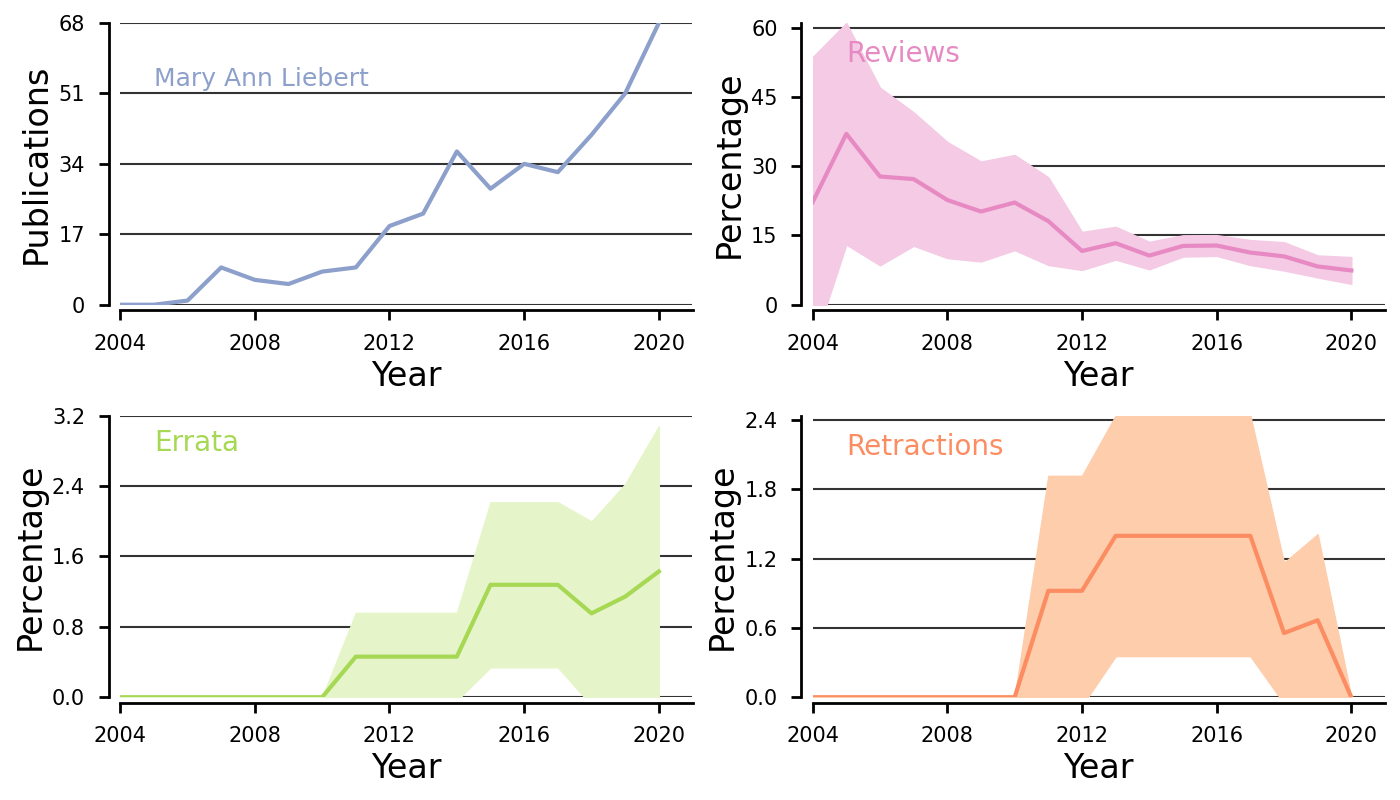 Publications
68
51
34
17
0
Mary Ann Liebert
2004 2008 2012 2016 2020
Year
Percentage
60
45
30
15
0
Reviews
2004 2008 2012 2016 2020
Year
Percentage
3.2
2.4
1.6
0.8
0.0
Errata
2004 2008 2012 2016 2020
Year
Percentage
2.4
1.8
1.2
0.6
0.0
Retractions
2004 2008 2012 2016 2020
Year